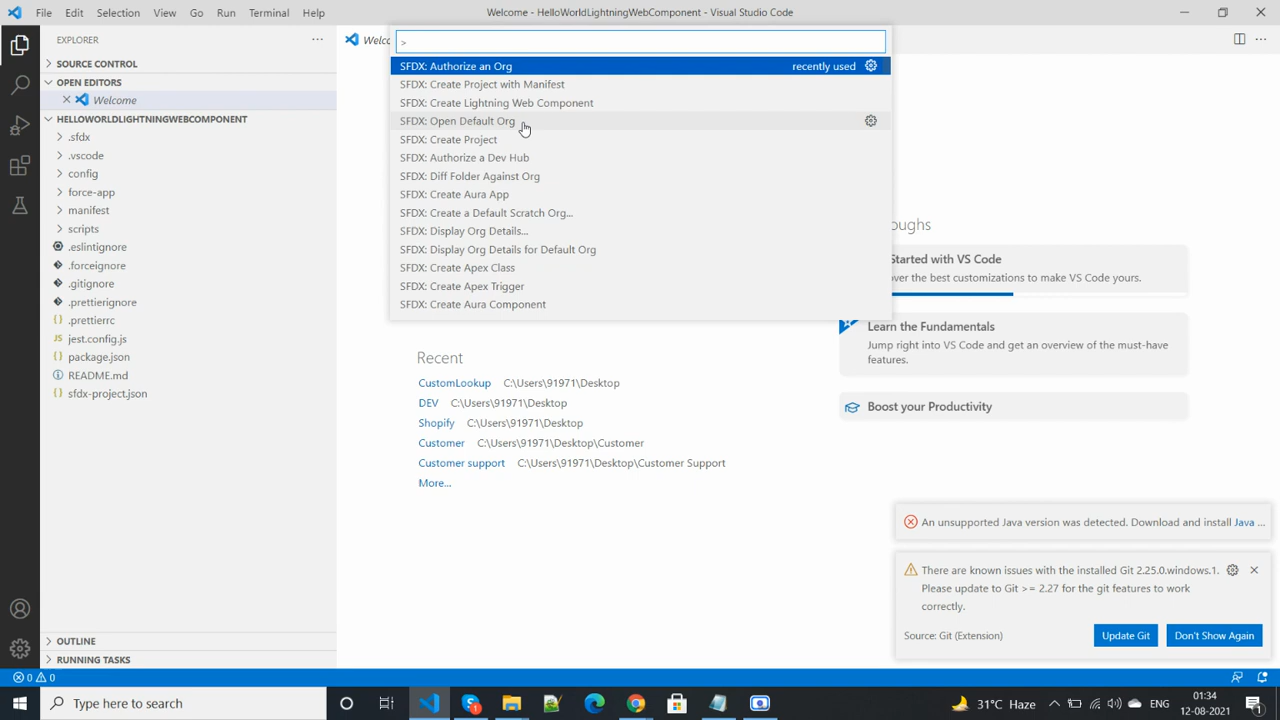 File Edit Selection View Go Run Terminal Help
Welcome - HelloWorldLightningWebComponent - Visual Studio Code
EXPLORER
SOURCE CONTROL
OPEN EDITORS
Welcome
HELLOWORLDLIGHTNINGWEBCOMPONENT
.sfdx
.vscode
config
force-app
manifest
scripts
.eslintignore
.forceignore
.gitignore
.prettierignore
.prettierrc
jest.config.js
package.json
README.md
sfdx-project.json
OUTLINE
RUNNING TASKS
>
SFDX: Authorize an Org recently used
SFDX: Create Project with Manifest
SFDX: Create Lightning Web Component
SFDX: Open Default Org
SFDX: Create Project
SFDX: Authorize a Dev Hub
SFDX: Diff Folder Against Org
SFDX: Create Aura App
SFDX: Create a Default Scratch Org...
SFDX: Display Org Details...
SFDX: Display Org Details for Default Org
SFDX: Create Apex Class
SFDX: Create Apex Trigger
SFDX: Create Aura Component
Recent
CustomLookup C:\Users\91971\Desktop
DEV C:\Users\91971\Desktop
Shopify C:\Users\91971\Desktop
Customer C:\Users\91971\Desktop\Customer
Customer support C:\Users\91971\Desktop\Customer Support
More...
oughs
Started with VS Code
over the best customizations to make VS Code yours.
Learn the Fundamentals
Jump right into VS Code and get an overview of the must-have
features.
Boost your Productivity
An unsupported Java version was detected. Download and install Java ...
There are known issues with the installed Git 2.25.0.windows.1.
Please update to Git >= 2.27 for the git features to work
correctly.
Source: Git (Extension) Update Git Don't Show Again
0 0
Type here to search
31°C Haze
ENG
01:34
12-08-2021
1